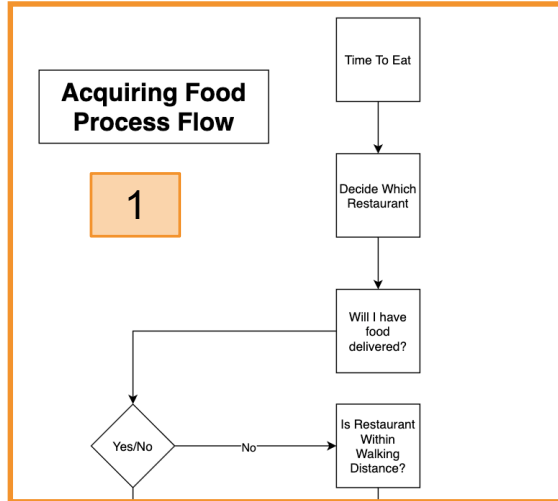 Acquiring Food
Process Flow
1
Time To Eat
Decide Which
Restaurant
Will I have
food
delivered?
Yes/No
No
Is Restaurant
Within
Walking
Distance?